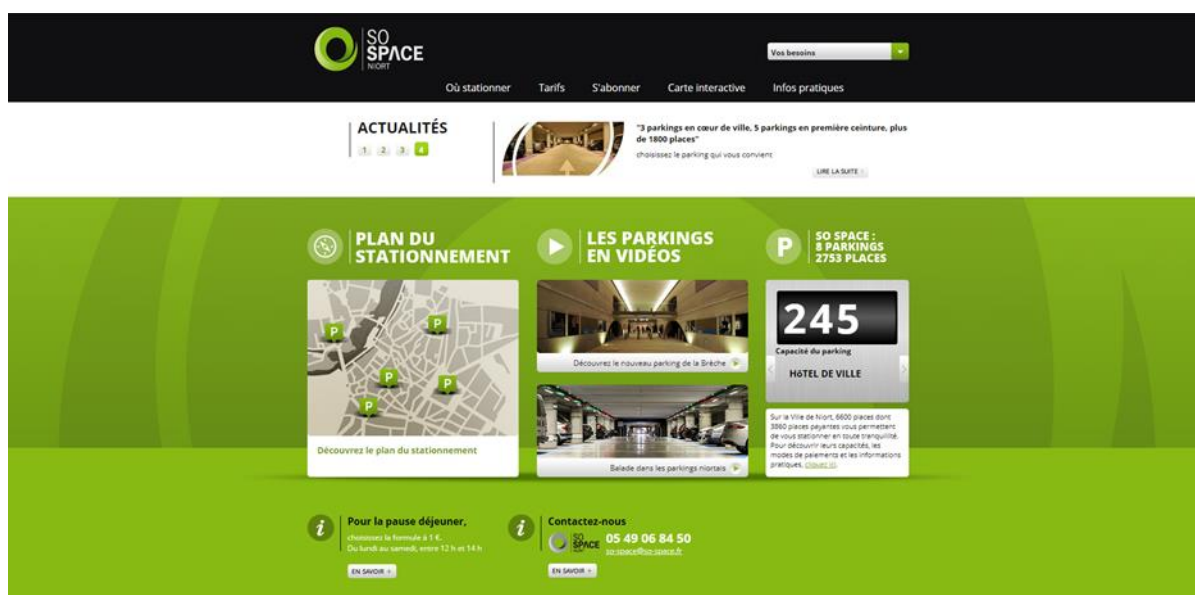 SO
SPACE
NIORT
Vos besoins
Où stationner Tarifs S'abonner Carte interactive Infos pratiques
ACTUALITÉS
1 2 3 4
"3 parkings en cœur de ville, 5 parkings en première ceinture, plus
de 1800 places"
choisissez le parking qui vous convient
LIRE LA SUITE
PLAN DU
STATIONNEMENT
P
P
P
P
P
Découvrez le plan du stationnement
LES PARKINGS
EN VIDÉOS
Découvrez le nouveau parking de la Brèche
Balade dans les parkings niortais
P
SO SPACE :
8 PARKINGS
2753 PLACES
245
Capacité du parking
HôTEL DE VILLE
Sur la Ville de Niort, 6600 places dont
3860 places payantes vous permettent
de vous stationner en toute tranquillité.
Pour découvrir leurs capacités, les
modes de paiements et les informations
pratiques, cliquez ici.
i
Pour la pause déjeuner,
choisissez la formule à 1 €.
Du lundi au samedi, entre 12 h et 14 h
EN SAVOIR +
i
Contactez-nous
SO
SPACE
NIORT
05 49 06 84 50
so-space@so-space.fr
EN SAVOIR +